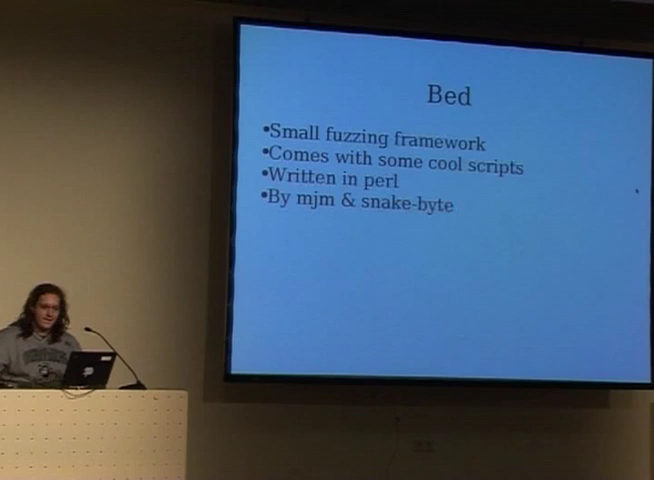 Bed
•Small fuzzing framework
•Comes with some cool scripts
•Written in perl
•By mjm & snake-byte